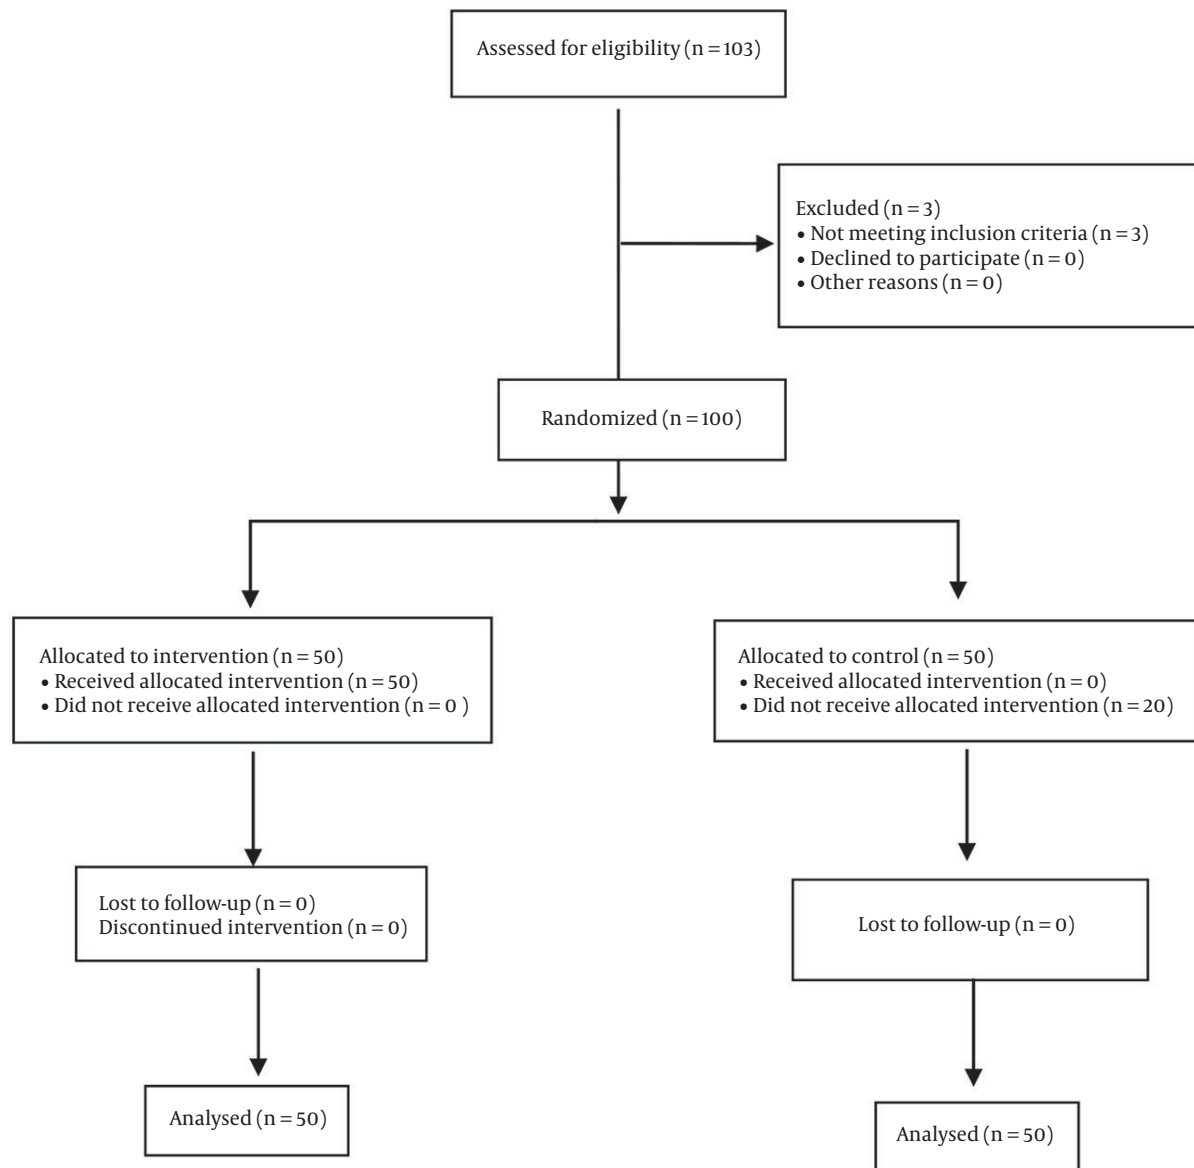 Assessed for eligibility (n = 103)
Excluded (n = 3)
• Not meeting inclusion criteria (n = 3)
• Declined to participate (n = 0)
• Other reasons (n = 0)
Randomized (n = 100)
Allocated to intervention (n = 50)
• Received allocated intervention (n = 50)
• Did not receive allocated intervention (n = 0 )
Allocated to control (n = 50)
• Received allocated intervention (n = 0)
• Did not receive allocated intervention (n = 20)
Lost to follow-up (n = 0)
Discontinued intervention (n = 0)
Lost to follow-up (n = 0)
Analysed (n = 50)
Analysed (n = 50)